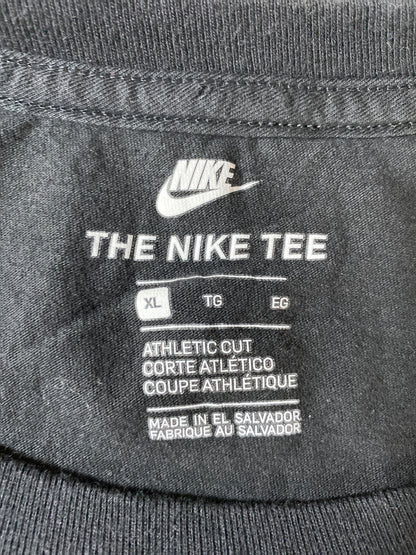 NIKE
THE NIKE TEE
XL TG EG
ATHLETIC CUT
CORTE ATLÉTICO
COUPE ATHLÉTIQUE
MADE IN EL SALVADOR
FABRIQUE AU SALVADOR